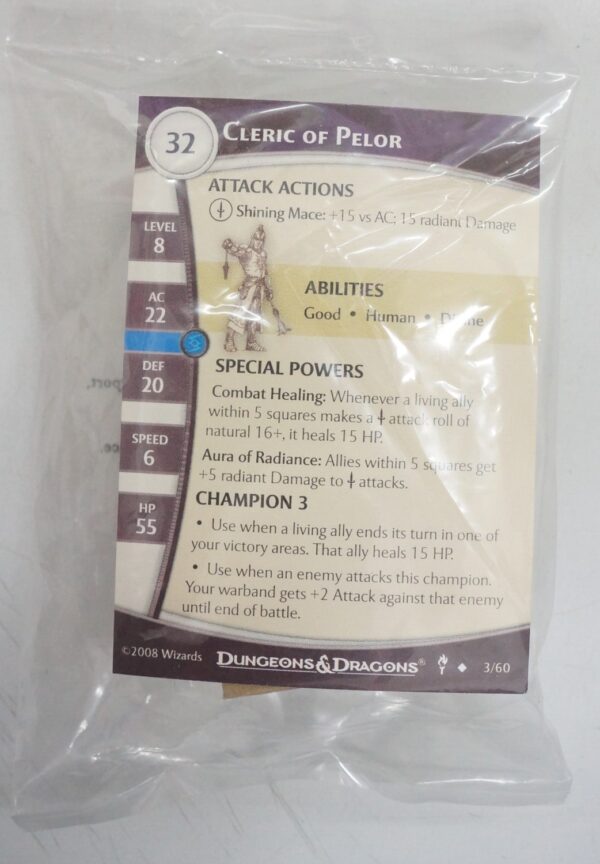 32
CLERIC OF PELOR
ATTACK ACTIONS
Shining Mace: +15 vs AC; 15 radiant Damage
LEVEL
8
AC
22
DEF
20
SPEED
6
HP
55
ABILITIES
Good • Human •
SPECIAL POWERS
Combat Healing: Whenever a living ally
within 5 squares makes a attack roll of
natural 16+, it heals 15 HP.
Aura of Radiance: Allies within 5 squares get
+5 radiant Damage to attacks.
CHAMPION 3
• Use when a living ally ends its turn in one of
your victory areas. That ally heals 15 HP.
• Use when an enemy attacks this champion.
Your warband gets +2 Attack against that enemy
until end of battle.
©2008 Wizards DUNGEONS & DRAGONS® 3/60